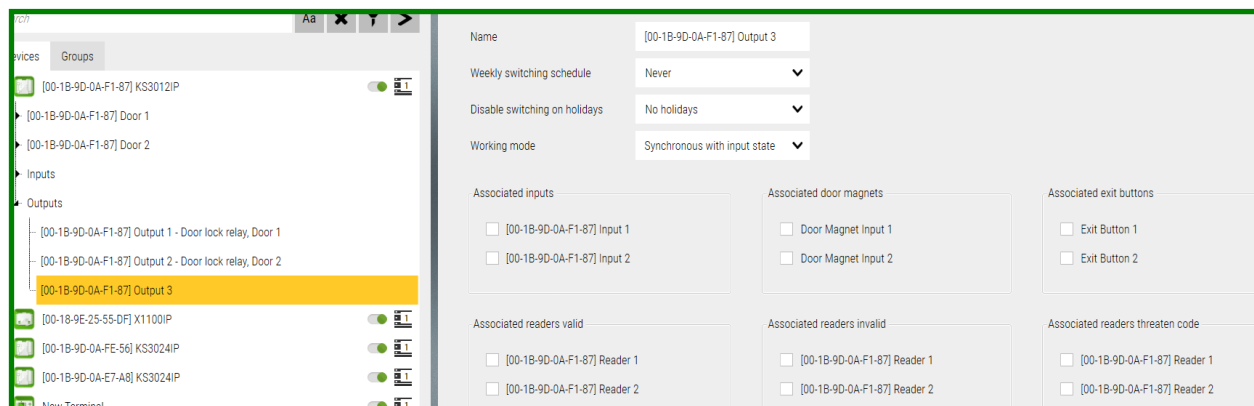 Aa
Groups
[00-1B-9D-0A-F1-87] KS3012IP
1
[00-1B-9D-0A-F1-87] Door 1
[00-1B-9D-0A-F1-87] Door 2
Inputs
Outputs
[00-1B-9D-0A-F1-87] Output 1 - Door lock relay, Door 1
[00-1B-9D-0A-F1-87] Output 2 - Door lock relay, Door 2
[00-1B-9D-0A-F1-87] Output 3
[00-18-9E-25-55-DF] X1100IP
1
[00-1B-9D-0A-FE-56] KS3024IP
1
[00-1B-9D-0A-E7-A8] KS3024IP
1
New Terminal
1
Name
[00-1B-9D-0A-F1-87] Output 3
Weekly switching schedule
Never
Disable switching on holidays
No holidays
Working mode
Synchronous with input state
Associated inputs
[00-1B-9D-0A-F1-87] Input 1
[00-1B-9D-0A-F1-87] Input 2
Associated door magnets
Door Magnet Input 1
Door Magnet Input 2
Associated exit buttons
Exit Button 1
Exit Button 2
Associated readers valid
[00-1B-9D-0A-F1-87] Reader 1
[00-1B-9D-0A-F1-87] Reader 2
Associated readers invalid
[00-1B-9D-0A-F1-87] Reader 1
[00-1B-9D-0A-F1-87] Reader 2
Associated readers threaten code
[00-1B-9D-0A-F1-87] Reader 1
[00-1B-9D-0A-F1-87] Reader 2